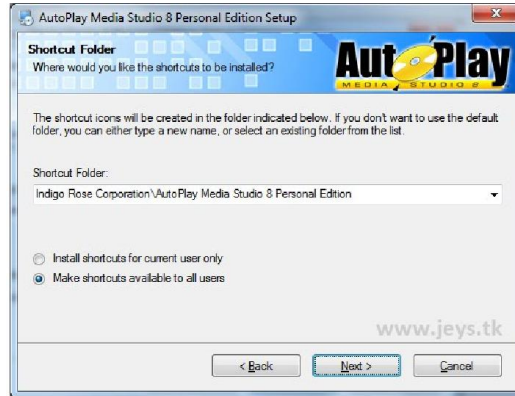 AutoPlay Media Studio 8 Personal Edition Setup
Shortcut Folder
Where would you like the shortcuts to be installed?
AutoPlay
MEDIA STUDIO 8
The shortcut icons will be created in the folder indicated below. If you don't want to use the default
folder, you can either type a new name, or select an existing folder from the list.
Shortcut Folder:
Indigo Rose Corporation\AutoPlay Media Studio 8 Personal Edition
Install shortcuts for current user only
Make shortcuts available to all users
www.jeys.tk
< Back
Next >
Cancel